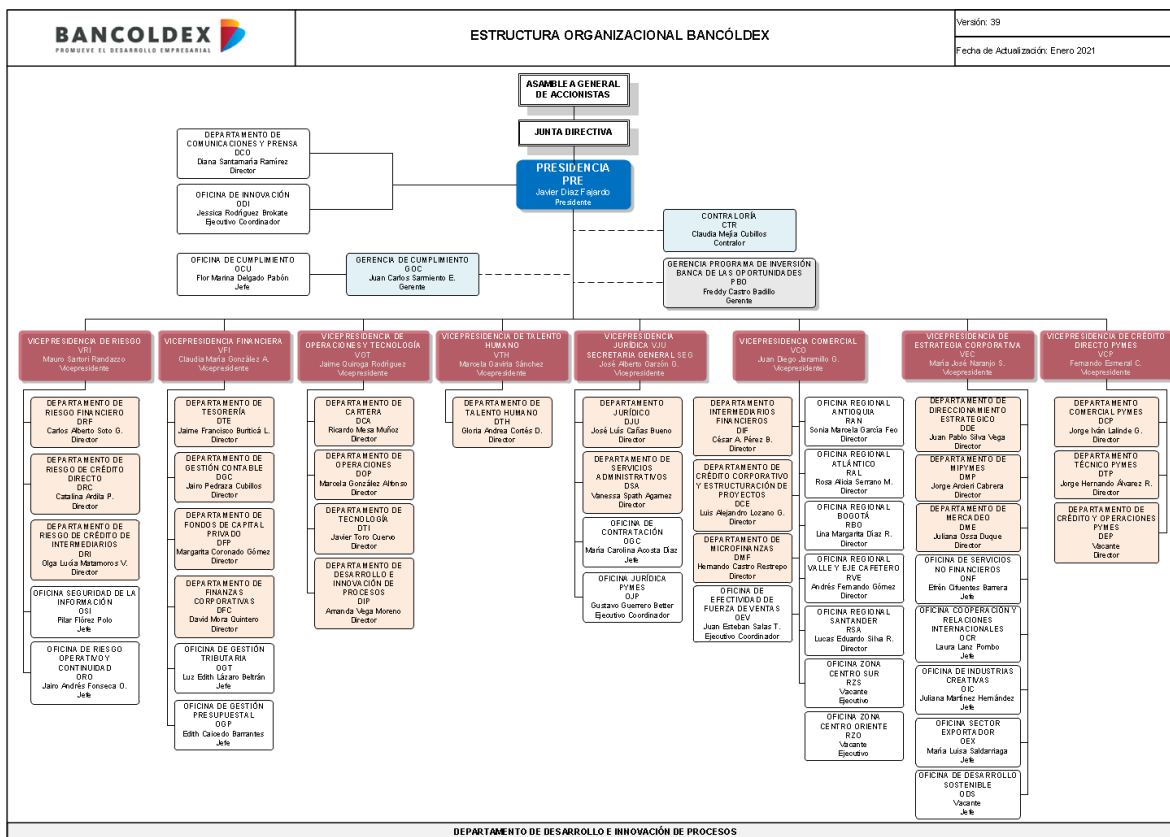 BANCOLDEX
PROMUEVE EL DESARROLLO EMPRESARIAL
ESTRUCTURA ORGANIZACIONAL BANCÓLDEX
Versión: 39
Fecha de Actualización: Enero 2021
ASAMBLEA GENERAL
DE ACCIONISTAS
JUNTA DIRECTIVA
PRESIDENCIA
PRE
Javier Díaz Fajardo
Presidente
DEPARTAMENTO DE
COMUNICACIONES Y PRENSA
DCO
Diana Santamaría Ramírez
Director
OFICINA DE INNOVACIÓN
ODI
Jessica Rodríguez Brokate
Ejecutivo Coordinador
CONTRALORÍA
CTR
Claudia Mejía Cubillos
Contralor
OFICINA DE CUMPLIMIENTO
OCU
Flor Marina Delgado Pabón
Jefe
GERENCIA DE CUMPLIMIENTO
GOC
Juan Carlos Sarmiento E.
Gerente
GERENCIA PROGRAMA DE INVERSIÓN
BANCA DE LAS OPORTUNIDADES
PBO
Freddy Castro Badillo
Gerente
VICEPRESIDENCIA DE RIESGO
VRI
Mauro Sartori Randazzo
Vicepresidente
DEPARTAMENTO DE
RIESGO FINANCIERO
DRF
Carlos Alberto Soto G.
Director
DEPARTAMENTO DE
RIESGO DE CRÉDITO
DIRECTO
DRC
Catalina Ardila P.
Director
DEPARTAMENTO DE
RIESGO DE CRÉDITO DE
INTERMEDIARIOS
DRI
Olga Lucía Matamoros V.
Director
OFICINA SEGURIDAD DE LA
INFORMACIÓN
OSI
Pilar Flórez Polo
Jefe
OFICINA DE RIESGO
OPERATIVO Y
CONTINUIDAD
ORO
Jairo Andrés Fonseca O.
Jefe
VICEPRESIDENCIA FINANCIERA
VFI
Claudia María González A.
Vicepresidente
DEPARTAMENTO DE
TESORERÍA
DTE
Jaime Francisco Buriticá L.
Director
DEPARTAMENTO DE
GESTIÓN CONTABLE
DGC
Jairo Pedraza Cubillos
Director
DEPARTAMENTO DE
FONDOS DE CAPITAL
PRIVADO
DFP
Margarita Coronado Gómez
Director
DEPARTAMENTO DE
FINANZAS
CORPORATIVAS
DFC
David Mora Quintero
Director
OFICINA DE GESTIÓN
TRIBUTARIA
OGT
Luz Edith Lázaro Beltrán
Jefe
OFICINA DE GESTIÓN
PRESUPUESTAL
OGP
Edith Caicedo Barrantes
Jefe
VICEPRESIDENCIA DE
OPERACIONES Y TECNOLOGÍA
VOT
Jaime Quiroga Rodríguez
Vicepresidente
DEPARTAMENTO DE
CARTERA
DCA
Ricardo Mesa Muñoz
Director
DEPARTAMENTO DE
OPERACIONES
DOP
Marcela González Alfonso
Director
DEPARTAMENTO DE
TECNOLOGÍA
DTI
Javier Toro Cuervo
Director
DEPARTAMENTO DE
DESARROLLO E
INNOVACIÓN DE
PROCESOS
DIP
Amanda Vega Moreno
Director
VICEPRESIDENCIA DE TALENTO
HUMANO
VTH
Marcela Gaviria Sánchez
Vicepresidente
DEPARTAMENTO DE
TALENTO HUMANO
DTH
Gloria Andrea Cortés D.
Director
VICEPRESIDENCIA
JURÍDICA VJU
SECRETARIA GENERAL SEG
José Alberto Garzón G.
Vicepresidente
DEPARTAMENTO
JURÍDICO
DJU
José Luis Cañas Bueno
Director
DEPARTAMENTO DE
SERVICIOS
ADMINISTRATIVOS
DSA
Vanessa Spath Agamez
Director
OFICINA DE
CONTRATACIÓN
OGC
María Carolina Acosta Díaz
Jefe
OFICINA JURÍDICA
PYMES
OJP
Gustavo Guerrero Better
Ejecutivo Coordinador
VICEPRESIDENCIA COMERCIAL
VCO
Juan Diego Jaramillo G.
Vicepresidente
DEPARTAMENTO
INTERMEDIARIOS
FINANCIEROS
DIF
César A. Pérez B.
Director
DEPARTAMENTO DE
CRÉDITO CORPORATIVO
Y ESTRUCTURACIÓN DE
PROYECTOS
DCE
Luis Alejandro Lozano G.
Director
DEPARTAMENTO DE
MICROFINANZAS
DMF
Hernando Castro Restrepo
Director
OFICINA DE
EFECTIVIDAD DE
FUERZA DE VENTAS
OEV
Juan Esteban Salas T.
Ejecutivo Coordinador
OFICINA REGIONAL
ANTIOQUIA
RAN
Sonia Marcela García Feo
Director
OFICINA REGIONAL
ATLÁNTICO
RAL
Rosa Alicia Serrano M.
Director
OFICINA REGIONAL
BOGOTÁ
RBO
Lina Margarita Díaz R.
Director
OFICINA REGIONAL
VALLE Y EJE CAFETERO
RVE
Andrés Fernando Gómez
Director
OFICINA REGIONAL
SANTANDER
RSA
Lucas Eduardo Silva R.
Director
OFICINA ZONA
CENTRO SUR
RZS
Vacante
Ejecutivo
OFICINA ZONA
CENTRO ORIENTE
RZO
Vacante
Ejecutivo
VICEPRESIDENCIA DE
ESTRATEGIA CORPORATIVA
VEC
María José Naranjo S.
Vicepresidente
DEPARTAMENTO DE
DIRECCIONAMIENTO
ESTRATEGICO
DDE
Juan Pablo Silva Vega
Director
DEPARTAMENTO DE
MIPYMES
DMP
Jorge Arcieri Cabrera
Director
DEPARTAMENTO DE
MERCADEO
DME
Juliana Ossa Duque
Director
OFICINA DE SERVICIOS
NO FINANCIEROS
ONF
Efrén Cifuentes Barrera
Jefe
OFICINA COOPERACIÓN Y
RELACIONES
INTERNACIONALES
OCR
Laura Lanz Pombo
Jefe
OFICINA DE INDUSTRIAS
CREATIVAS
OIC
Juliana Martínez Hernández
Jefe
OFICINA SECTOR
EXPORTADOR
OEX
María Luisa Saldarriaga
Jefe
OFICINA DE DESARROLLO
SOSTENIBLE
ODS
Vacante
Jefe
VICEPRESIDENCIA DE CRÉDITO
DIRECTO PYMES
VCP
Fernando Esmeral C.
Vicepresidente
DEPARTAMENTO
COMERCIAL PYMES
DCP
Jorge Iván Lalinde G.
Director
DEPARTAMENTO
TÉCNICO PYMES
DTP
Jorge Hernando Álvarez R.
Director
DEPARTAMENTO DE
CRÉDITO Y OPERACIONES
PYMES
DEP
Vacante
Director
DEPARTAMENTO DE DESARROLLO E INNOVACIÓN DE PROCESOS